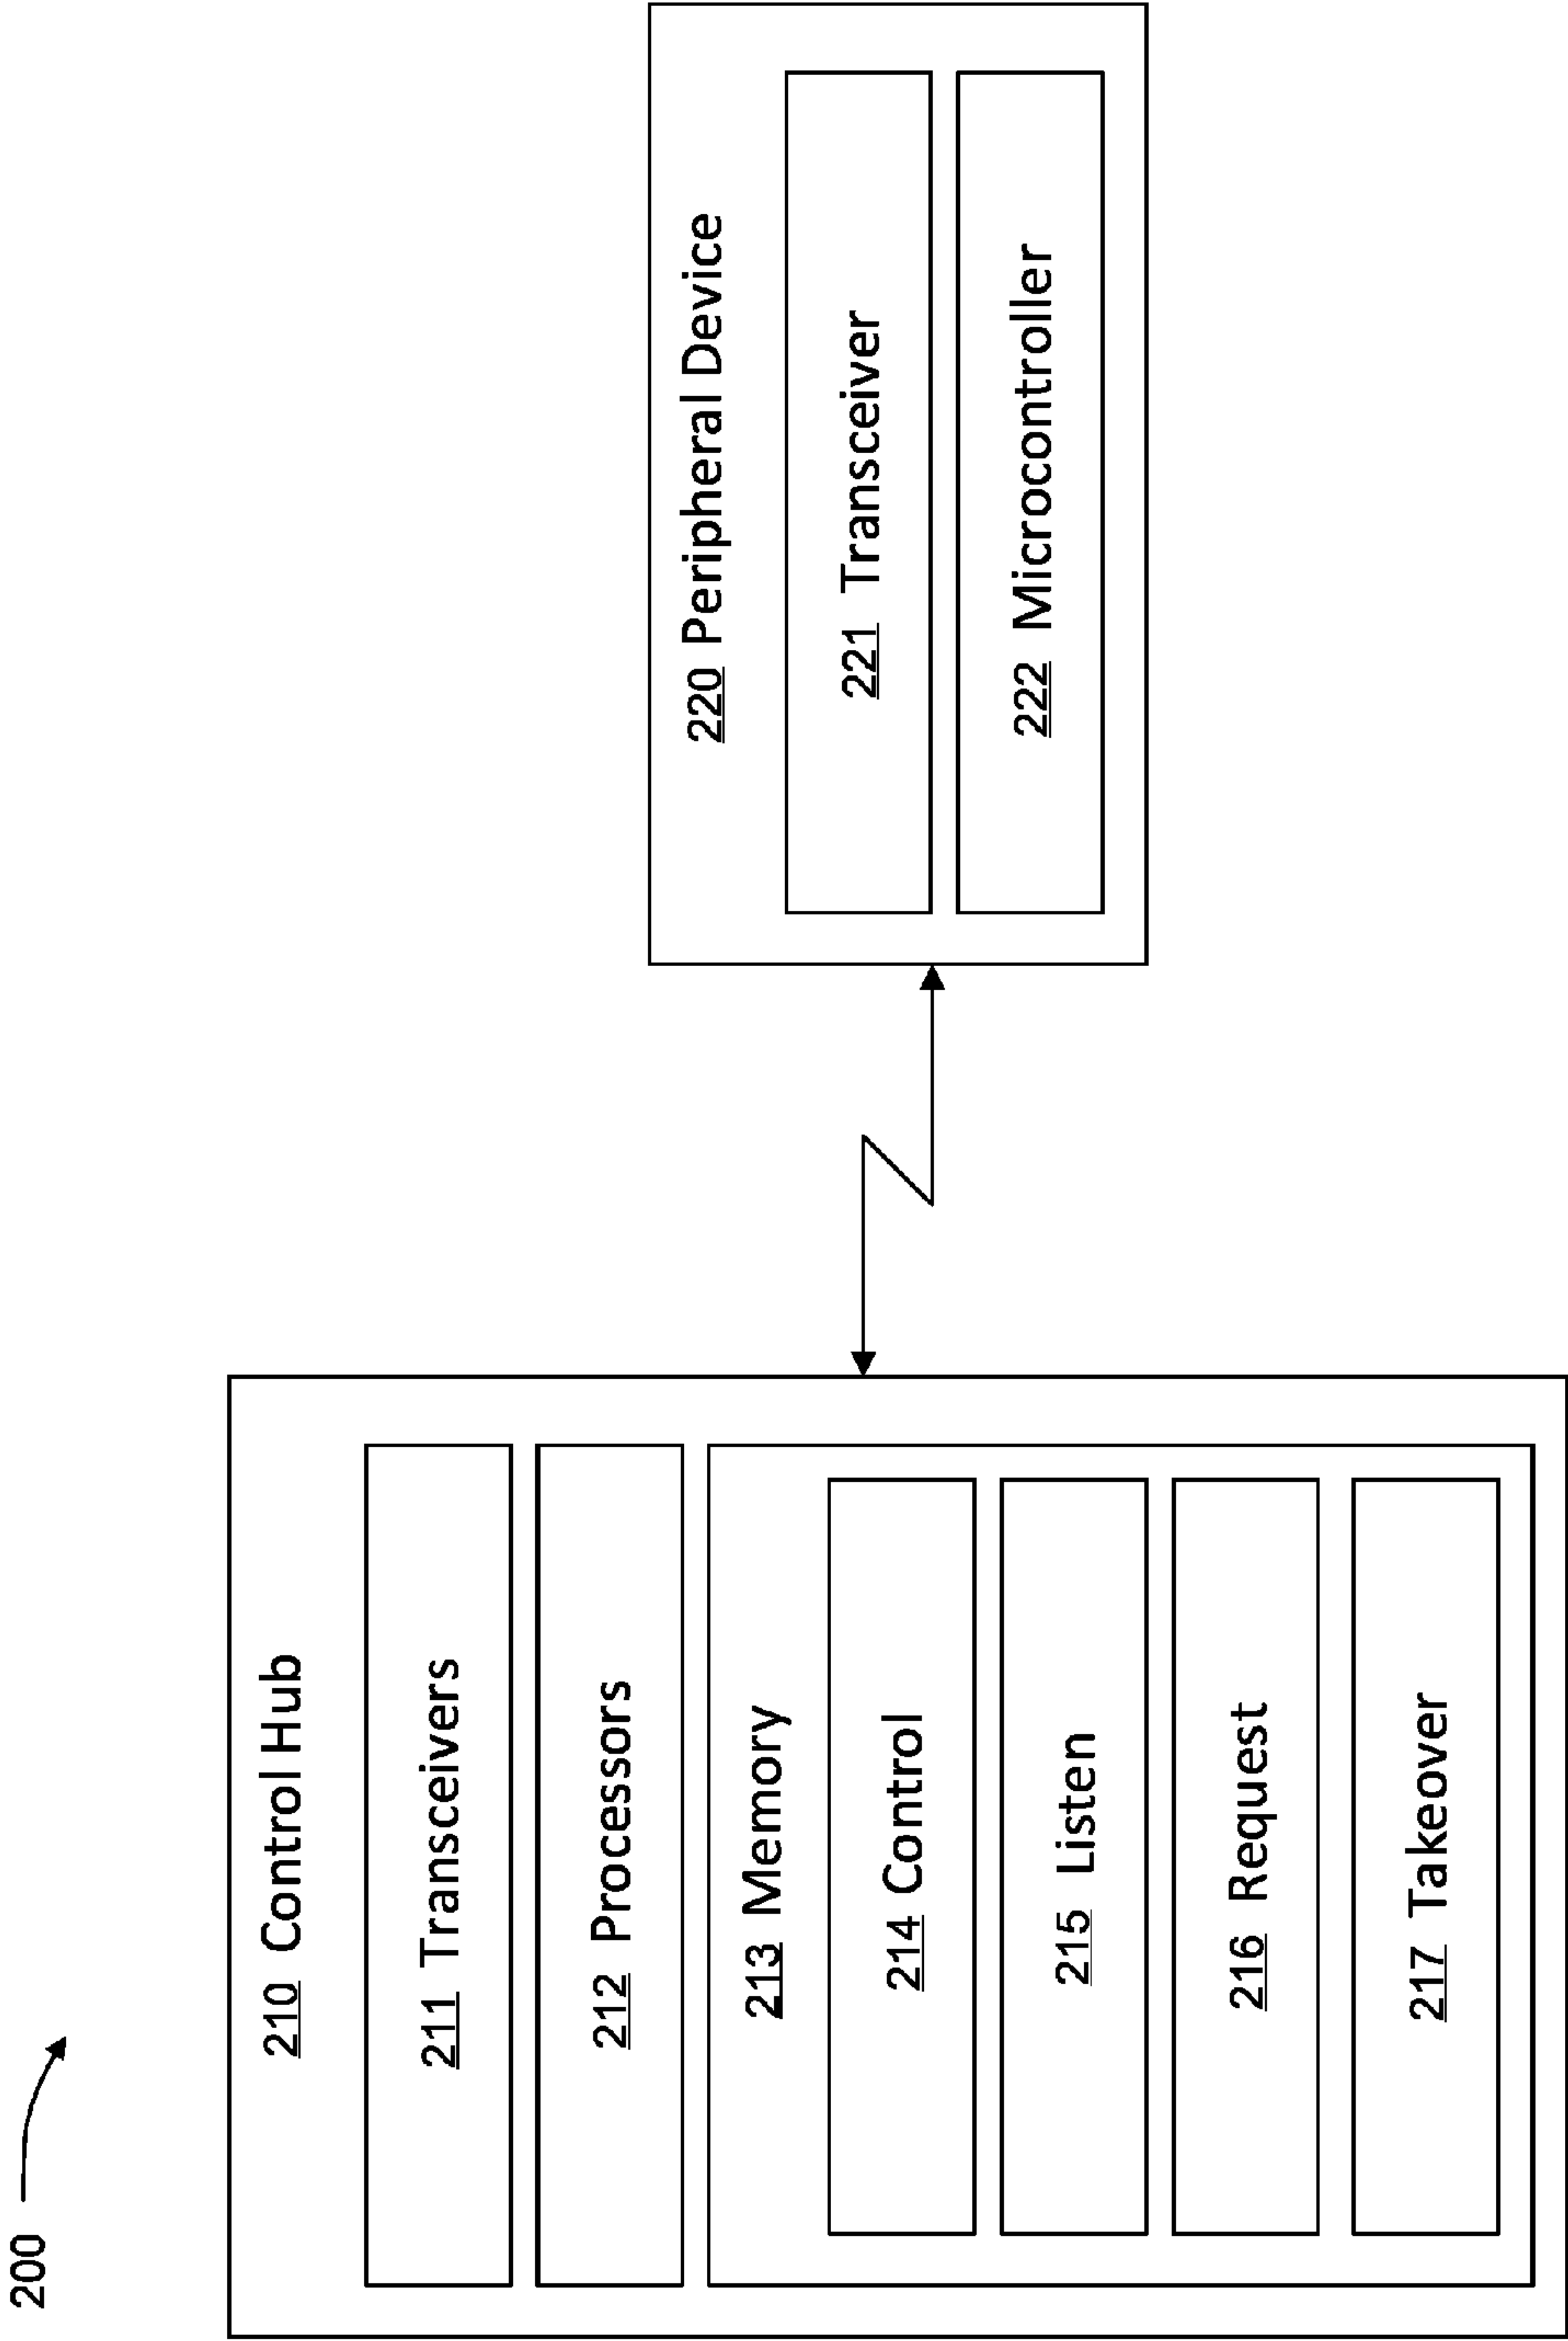 200
210 Control Hub
211 Transceivers
212 Processors
213 Memory
214 Control
215 Listen
216 Request
217 Takeover
220 Peripheral Device
221 Transceiver
222 Microcontroller